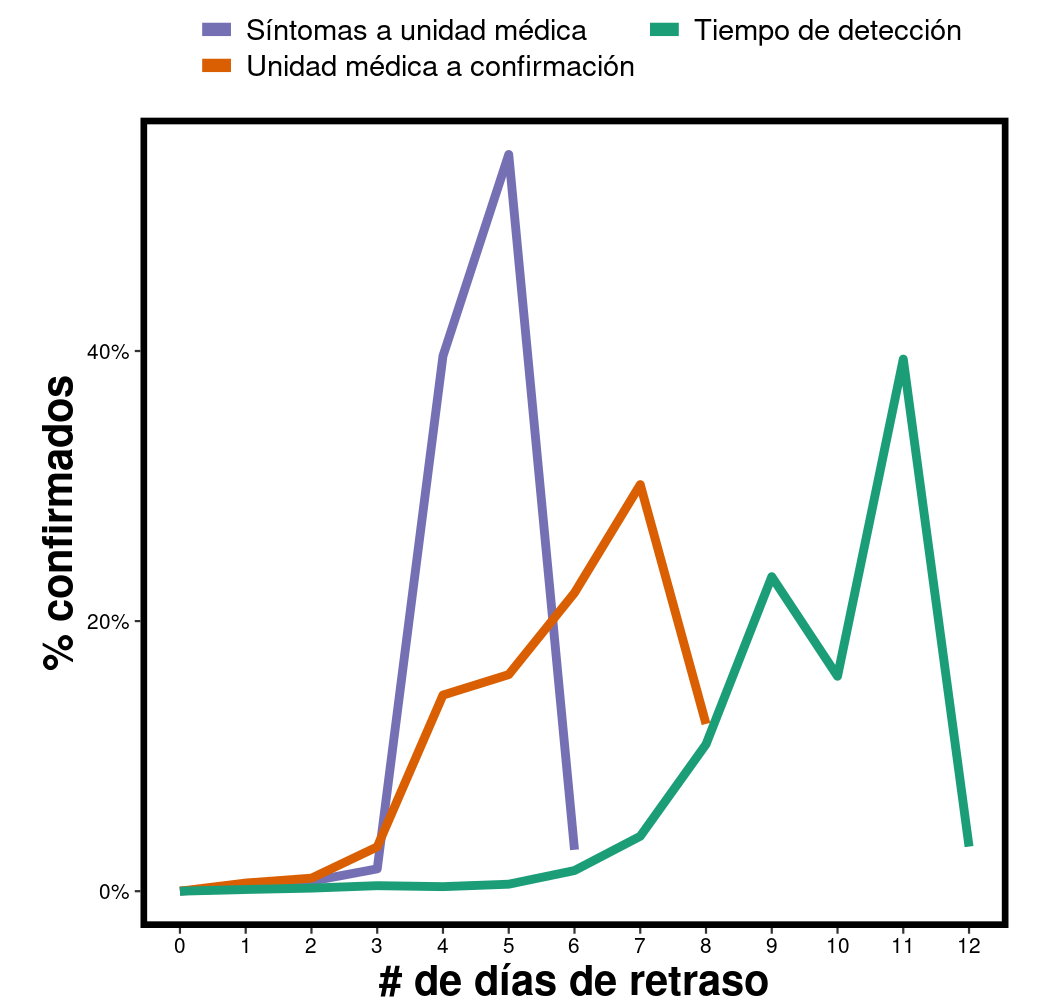 Síntomas a unidad médica
Tiempo de detección
Unidad médica a confirmación
% confirmados
40%
20%
0%
0 1 2 3 4 5 6 7 8 9 10 11 12
# de días de retraso